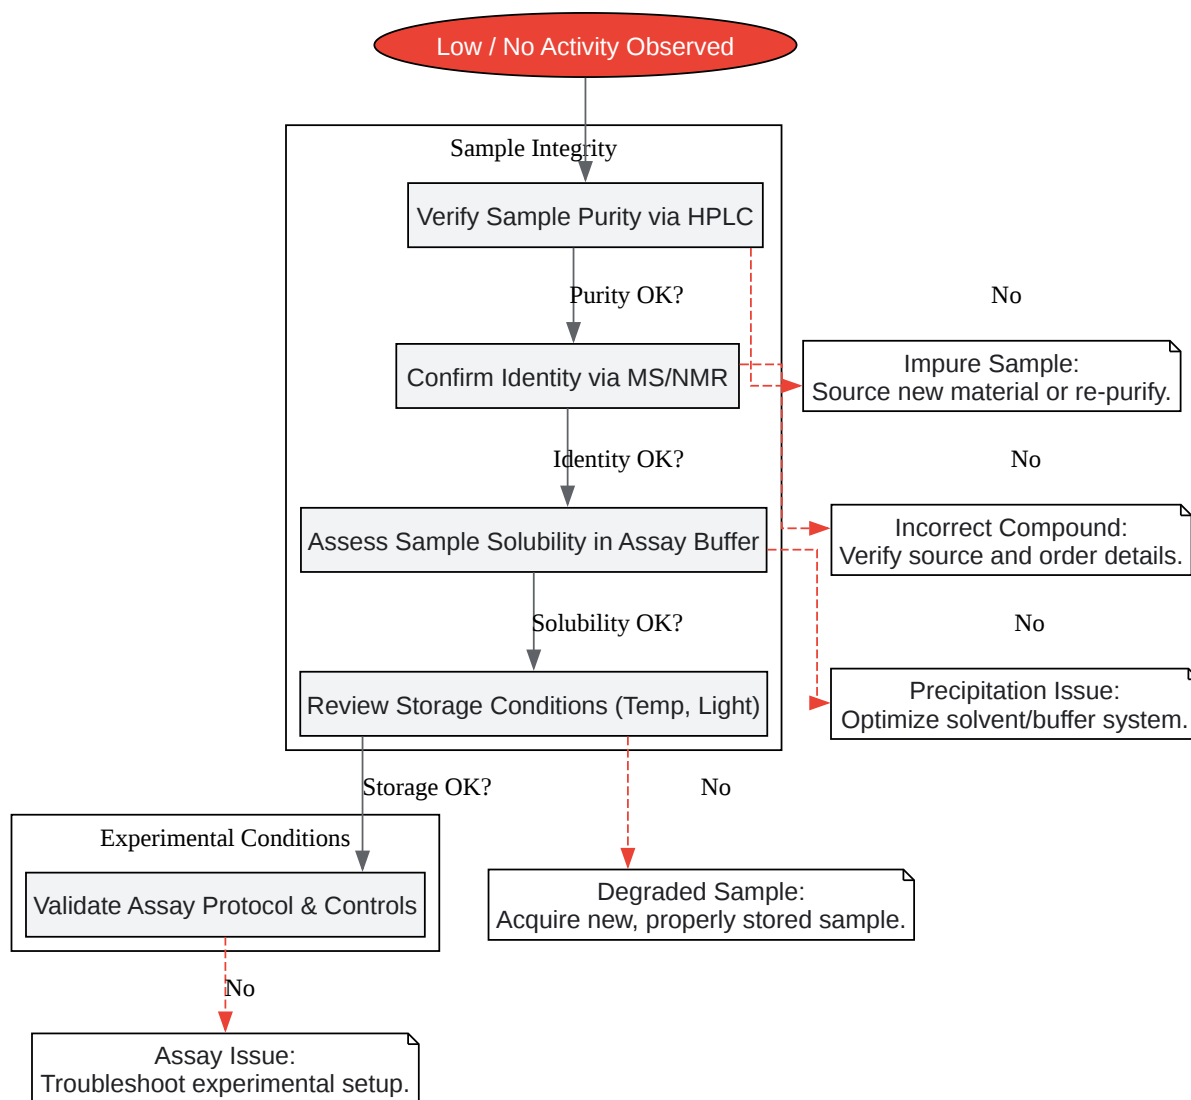 Low / No Activity Observed
Sample Integrity
Verify Sample Purity via HPLC
Purity OK?
No
Impure Sample:
Source new material or re-purify.
Confirm Identity via MS/NMR
Identity OK?
No
Incorrect Compound:
Verify source and order details.
Assess Sample Solubility in Assay Buffer
Solubility OK?
No
Precipitation Issue:
Optimize solvent/buffer system.
Review Storage Conditions (Temp, Light)
Storage OK?
No
Degraded Sample:
Acquire new, properly stored sample.
Experimental Conditions
Validate Assay Protocol & Controls
No
Assay Issue:
Troubleshoot experimental setup.